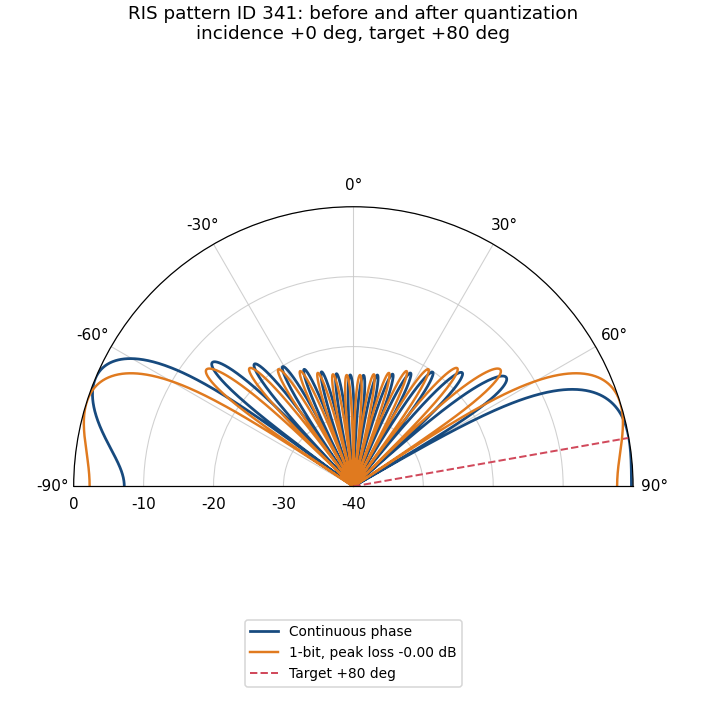 RIS pattern ID 341: before and after quantization
incidence +0 deg, target +80 deg
0°
-30°
30°
-60°
60°
-90°
90°
0
-10
-20
-30
-40
Continuous phase
1-bit, peak loss -0.00 dB
Target +80 deg